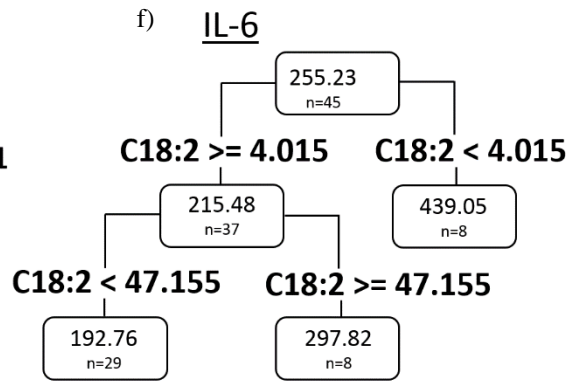 f) IL-6
255.23
n=45
1
C18:2 >= 4.015 C18:2 < 4.015
215.48
n=37
439.05
n=8
C18:2 < 47.155 C18:2 >= 47.155
192.76
n=29
297.82
n=8